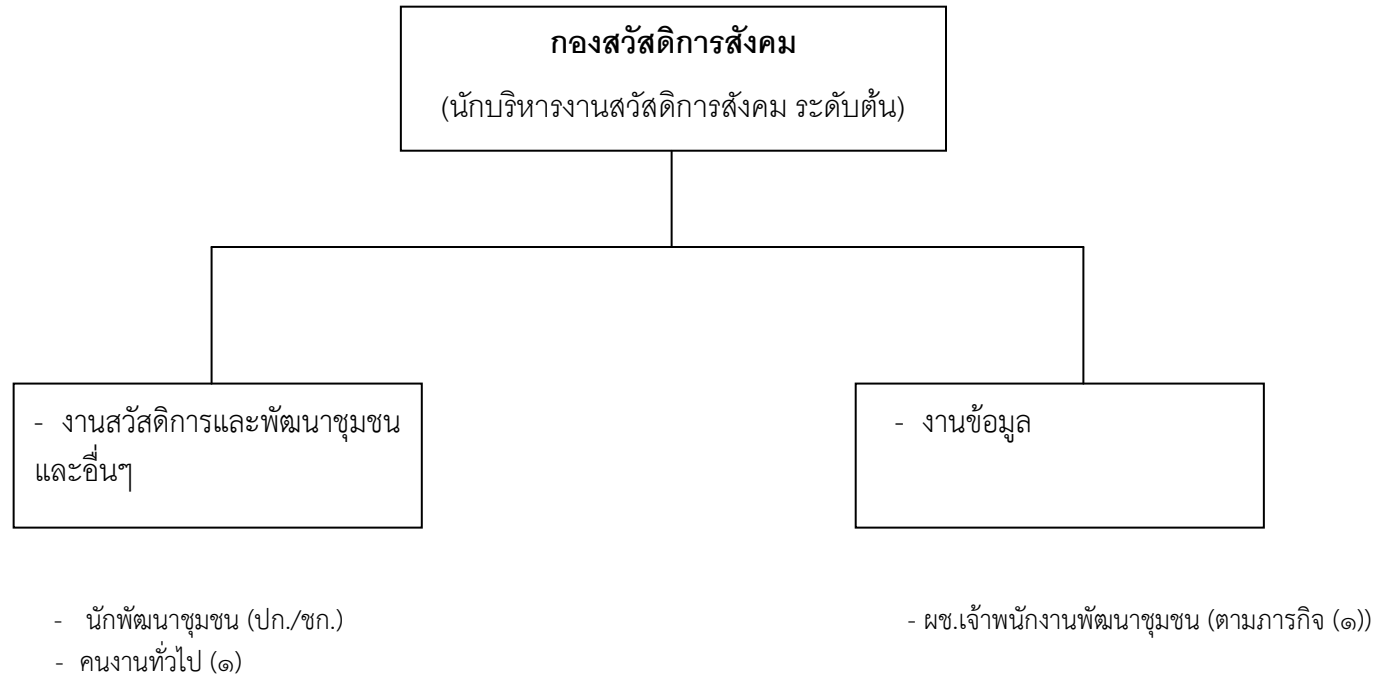 กองสวัสดิการสังคม
(นักบริหารงานสวัสดิการสังคม ระดับต้น)
- งานสวัสดิการและพัฒนาชุมชน
และอื่นๆ
- งานข้อมูล
- นักพัฒนาชุมชน (ปก./ชก.)
- คนงานทั่วไป (๑)
- ผช.เจ้าพนักงานพัฒนาชุมชน (ตามภารกิจ (๑))